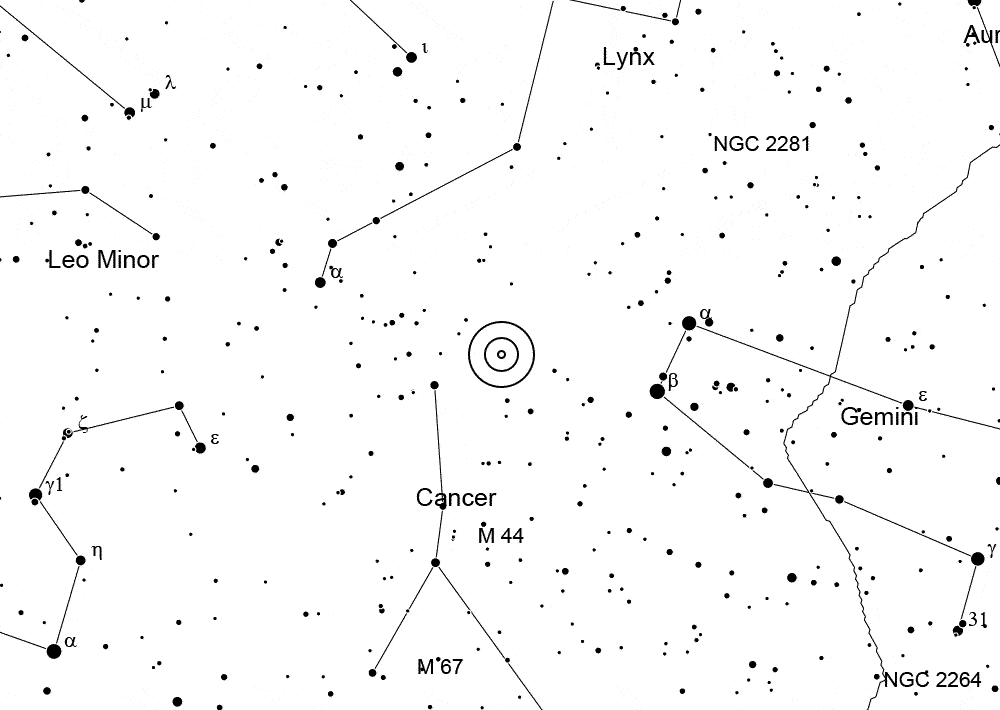 ι
Aur
Lynx
λ
μ
NGC 2281
Leo Minor
α
α
β
ε
Gemini
ζ
ε
γ1
Cancer
M 44
η
γ
31
α
M 67
NGC 2264